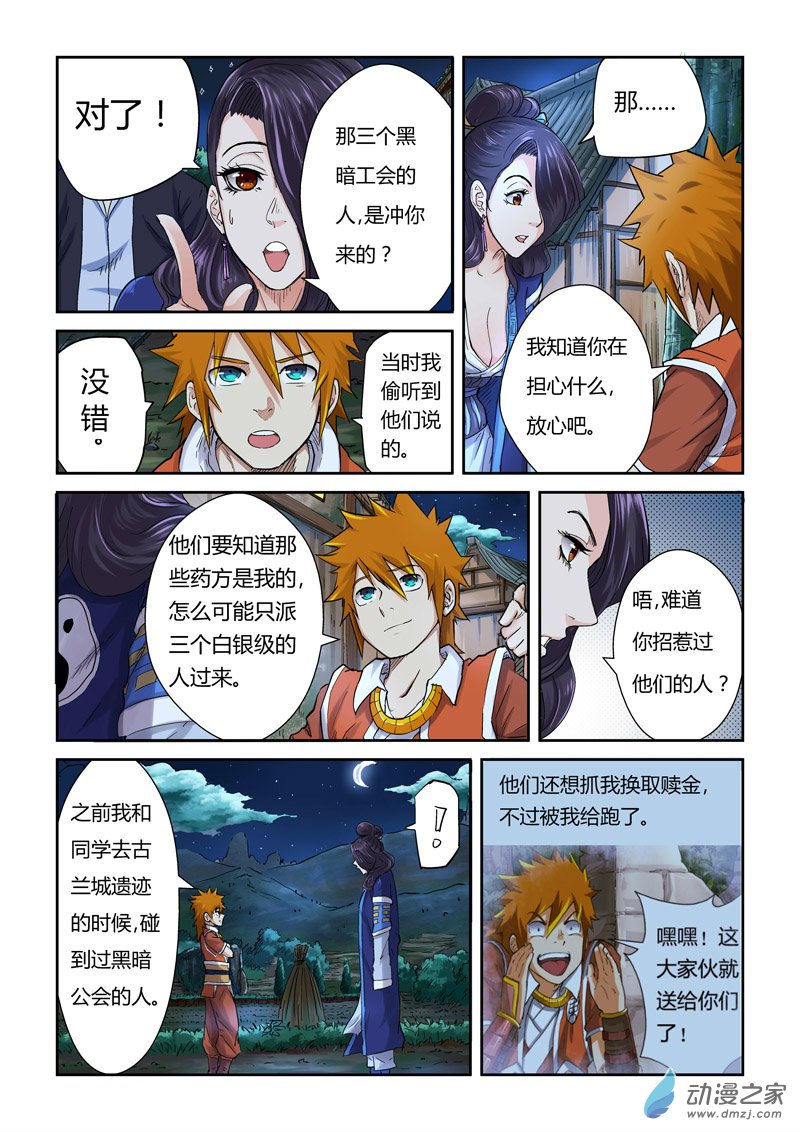 对了！
那三个黑
暗工会的
人，是冲你
来的？
那……
我知道你在
担心什么，
放心吧。
没错。
当时我
偷听到
他们说
的。
他们要知道那
些药方是我的，
怎么可能只派
三个白银级的
人过来。
唔，难道
你招惹过
他们的人？
之前我和
同学去古
兰城遗迹
的时候，碰
到过黑暗
公会的人。
！
他们还想抓我换取赎金，
不过被我给跑了。
嘿嘿！这
大家伙就
送给你们
了！
动漫之家
www.dmzj.com